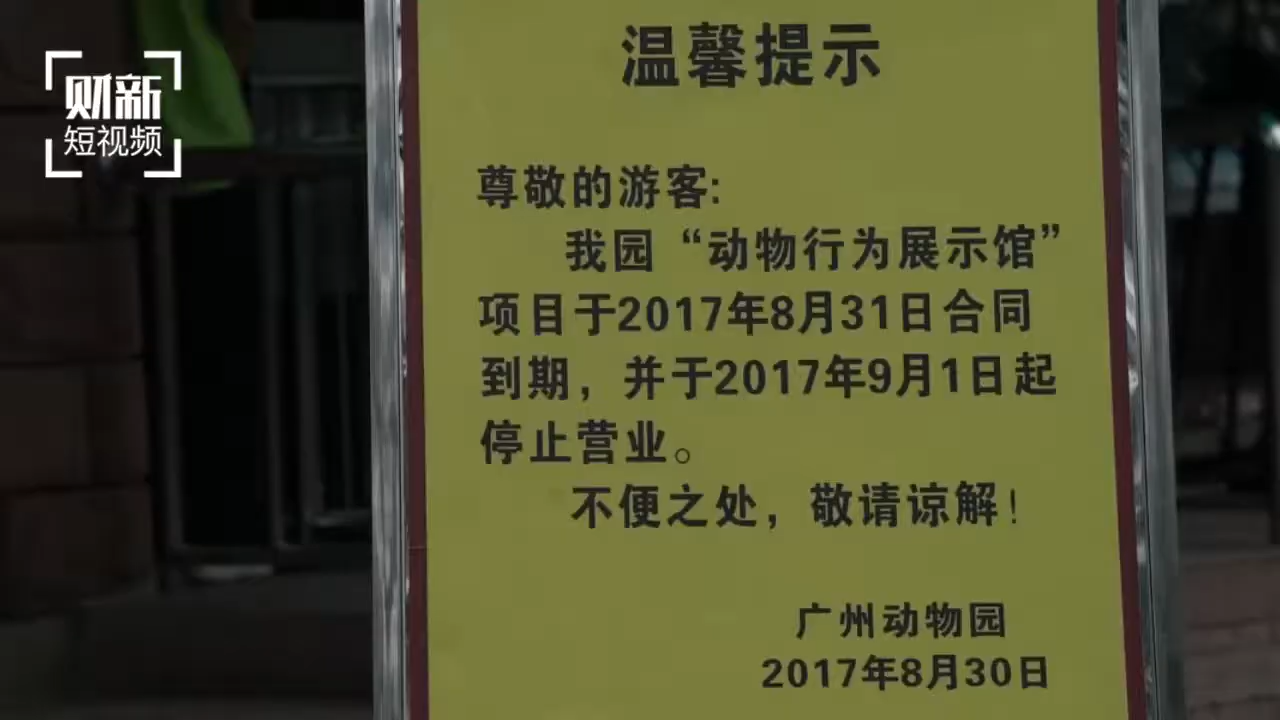 财新
短视频
温馨提示
尊敬的游客:
我园“动物行为展示馆”
项目于2017年8月31日合同
到期，并于2017年9月1日起
停止营业。
不便之处，敬请谅解!
广州动物园
2017年8月30日